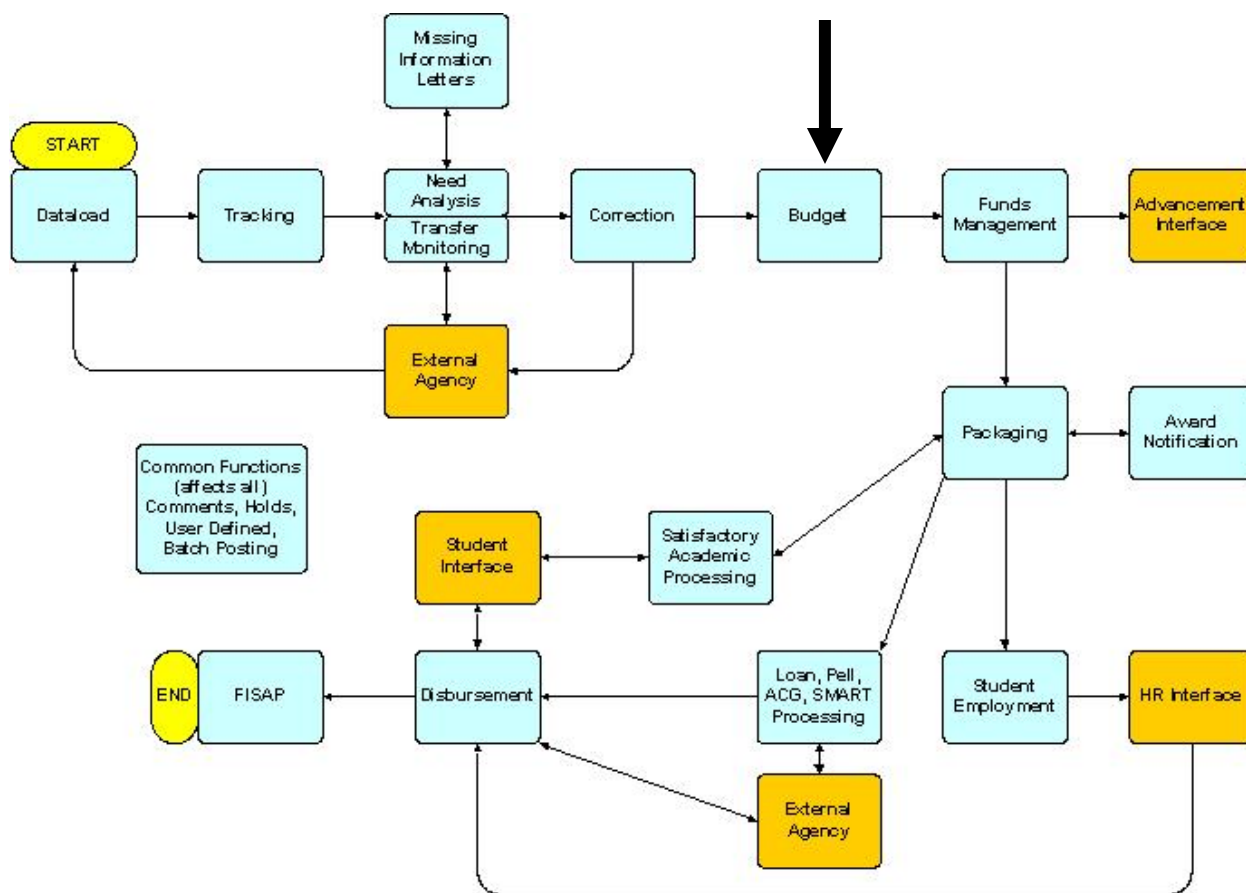 Missing
Information
Letters
START
Dataload
Tracking
Need
Analysis
Transfer
Monitoring
Correction
Budget
Funds
Management
Advancement
Interface
External
Agency
Packaging
Award
Notification
Common Functions
(affects all)
Comments, Holds,
User Defined,
Batch Posting
Student
Interface
Satisfactory
Academic
Processing
END
FISAP
Disbursement
Loan, Pell,
ACG, SMART
Processing
Student
Employment
HR Interface
External
Agency